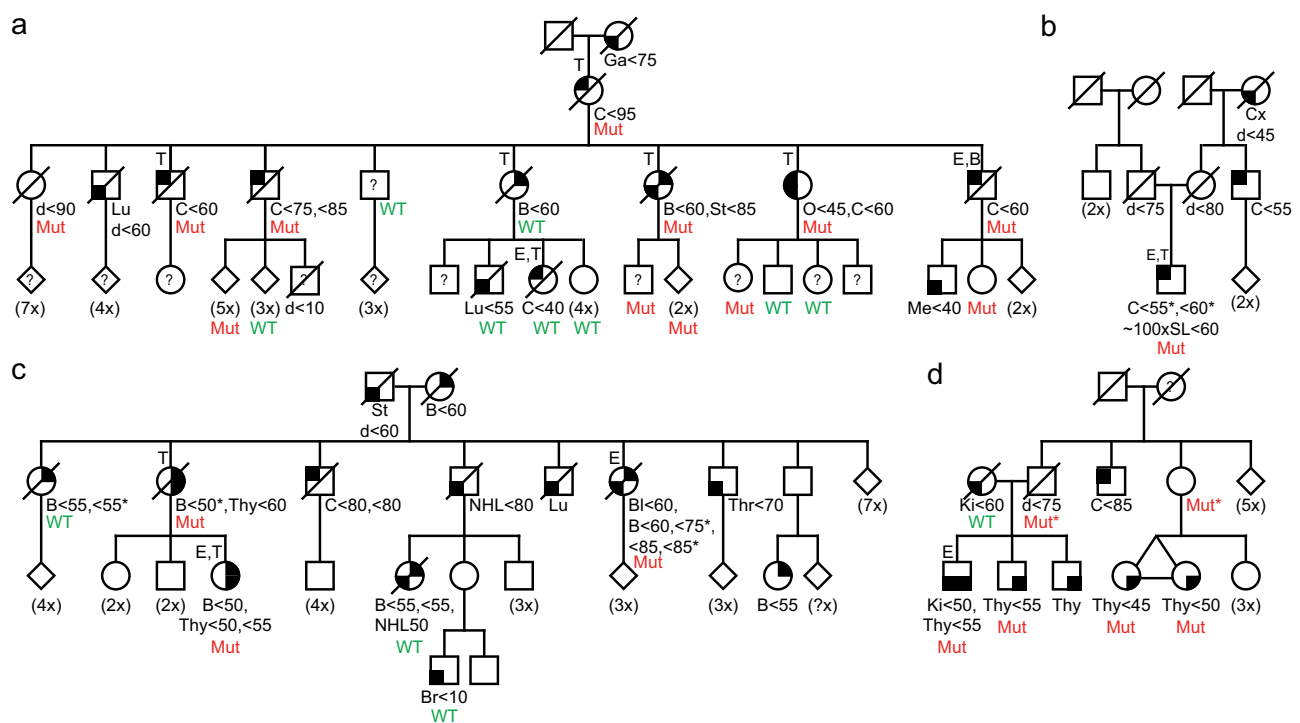 a
Ga<75
T
C<95
Mut
T
T
T
T
E,B
?
d<90
Mut
Lu
d<60
C<60
Mut
C<75,<85
Mut
WT
B<60
WT
B<60,St<85
Mut
O<45,C<60
Mut
C<60
Mut
E,T
? ? ? ? ? ? ? ? ?
(7x)
(4x)
(5x)
Mut
(3x)
WT
d<10
(3x)
Lu<55
WT
C<40
WT
(4x)
WT
Mut
(2x)
Mut
Mut
WT
WT
Me<40
Mut
(2x)
b
Cx
d<45
(2x)
d<75
d<80
C<55
E,T
(2x)
C<55*,<60*
~100xSL<60
Mut
c
St
d<60
B<60
T
E
B<55,<55*
WT
B<50*,Thy<60
Mut
C<80,<80
NHL<80
Lu
Bl<60,
B<60,<75*,
<85,<85*
Mut
Thr<70
(7x)
E,T
(4x)
(2x)
(2x)
B<50,
Thy<50,<55
Mut
(4x)
B<55,<55,
NHL50
WT
(3x)
(3x)
(3x)
B<55
(?x)
Br<10
WT
d
?
Ki<60
WT
d<75
Mut*
C<85
Mut*
(5x)
E
Ki<50,
Thy<55
Mut
Thy<55
Mut
Thy
Thy<45
Mut
Thy<50
Mut
(3x)